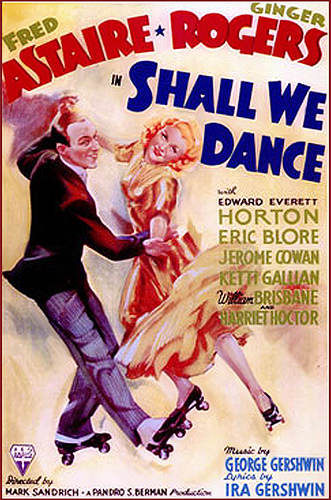 FRED GINGER
ASTAIRE ★ ROGERS
IN SHALL WE
DANCE
with
EDWARD EVERETT
HORTON
ERIC BLORE
JEROME COWAN
KETTI GALLIAN
William BRISBANE
AND
HARRIET HOCTOR
Music by
GEORGE GERSHWIN
Lyrics by
IRA GERSHWIN
Directed by
MARK SANDRICH - A PANDRO S. BERMAN Production